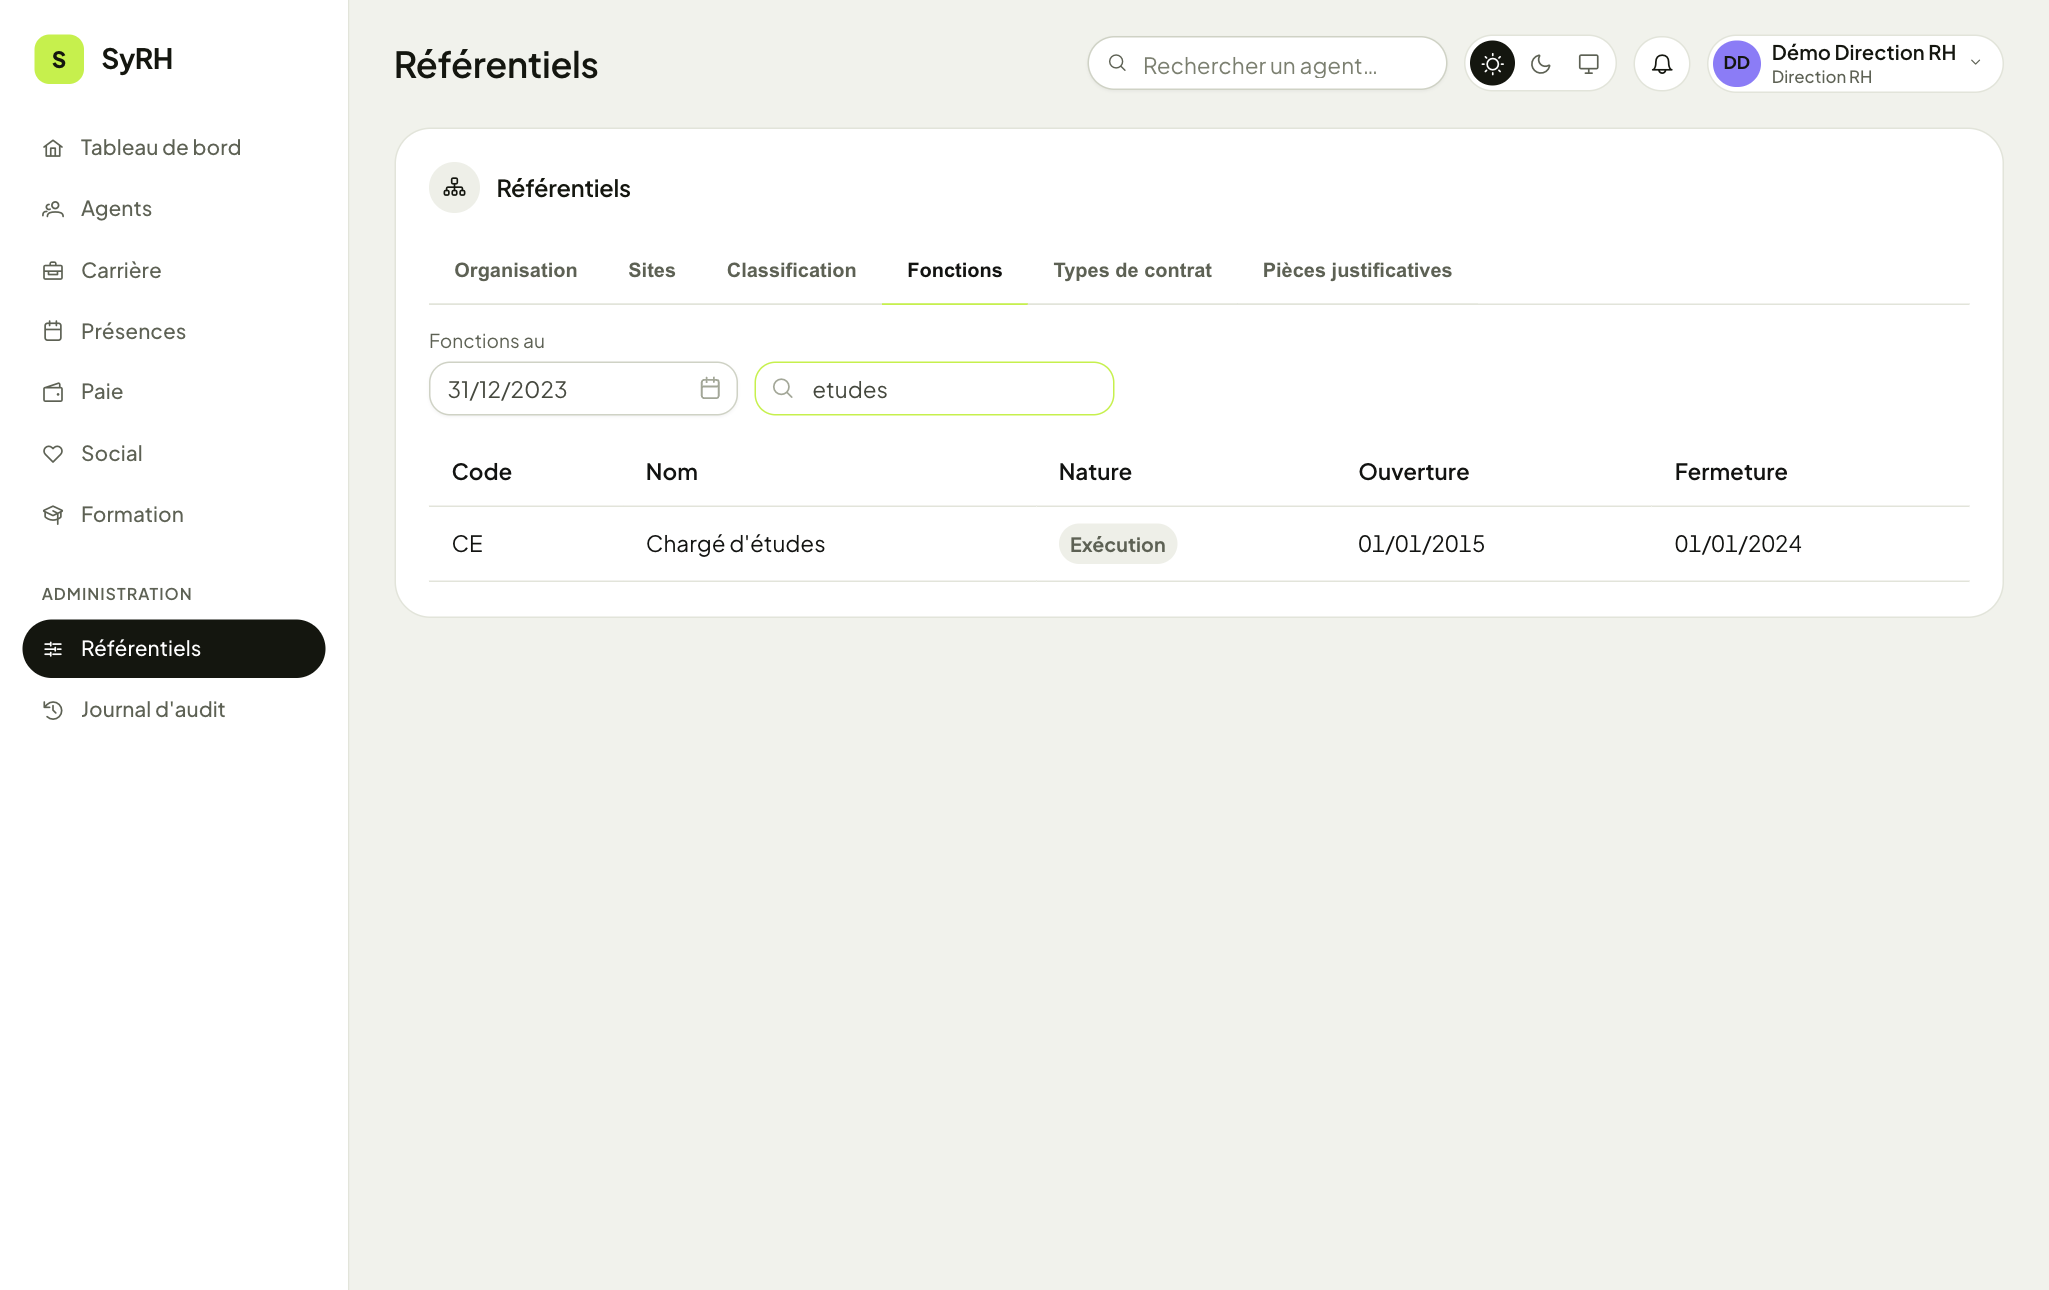 S SyRH
Tableau de bord
Agents
Carrière
Présences
Paie
Social
Formation
ADMINISTRATION
Référentiels
Journal d'audit
Référentiels
Rechercher un agent...
DD
Démo Direction RH
Direction RH
Référentiels
Organisation Sites Classification Fonctions Types de contrat Pièces justificatives
Fonctions au
31/12/2023 etudes
Code Nom Nature Ouverture Fermeture
CE Chargé d'études Exécution 01/01/2015 01/01/2024